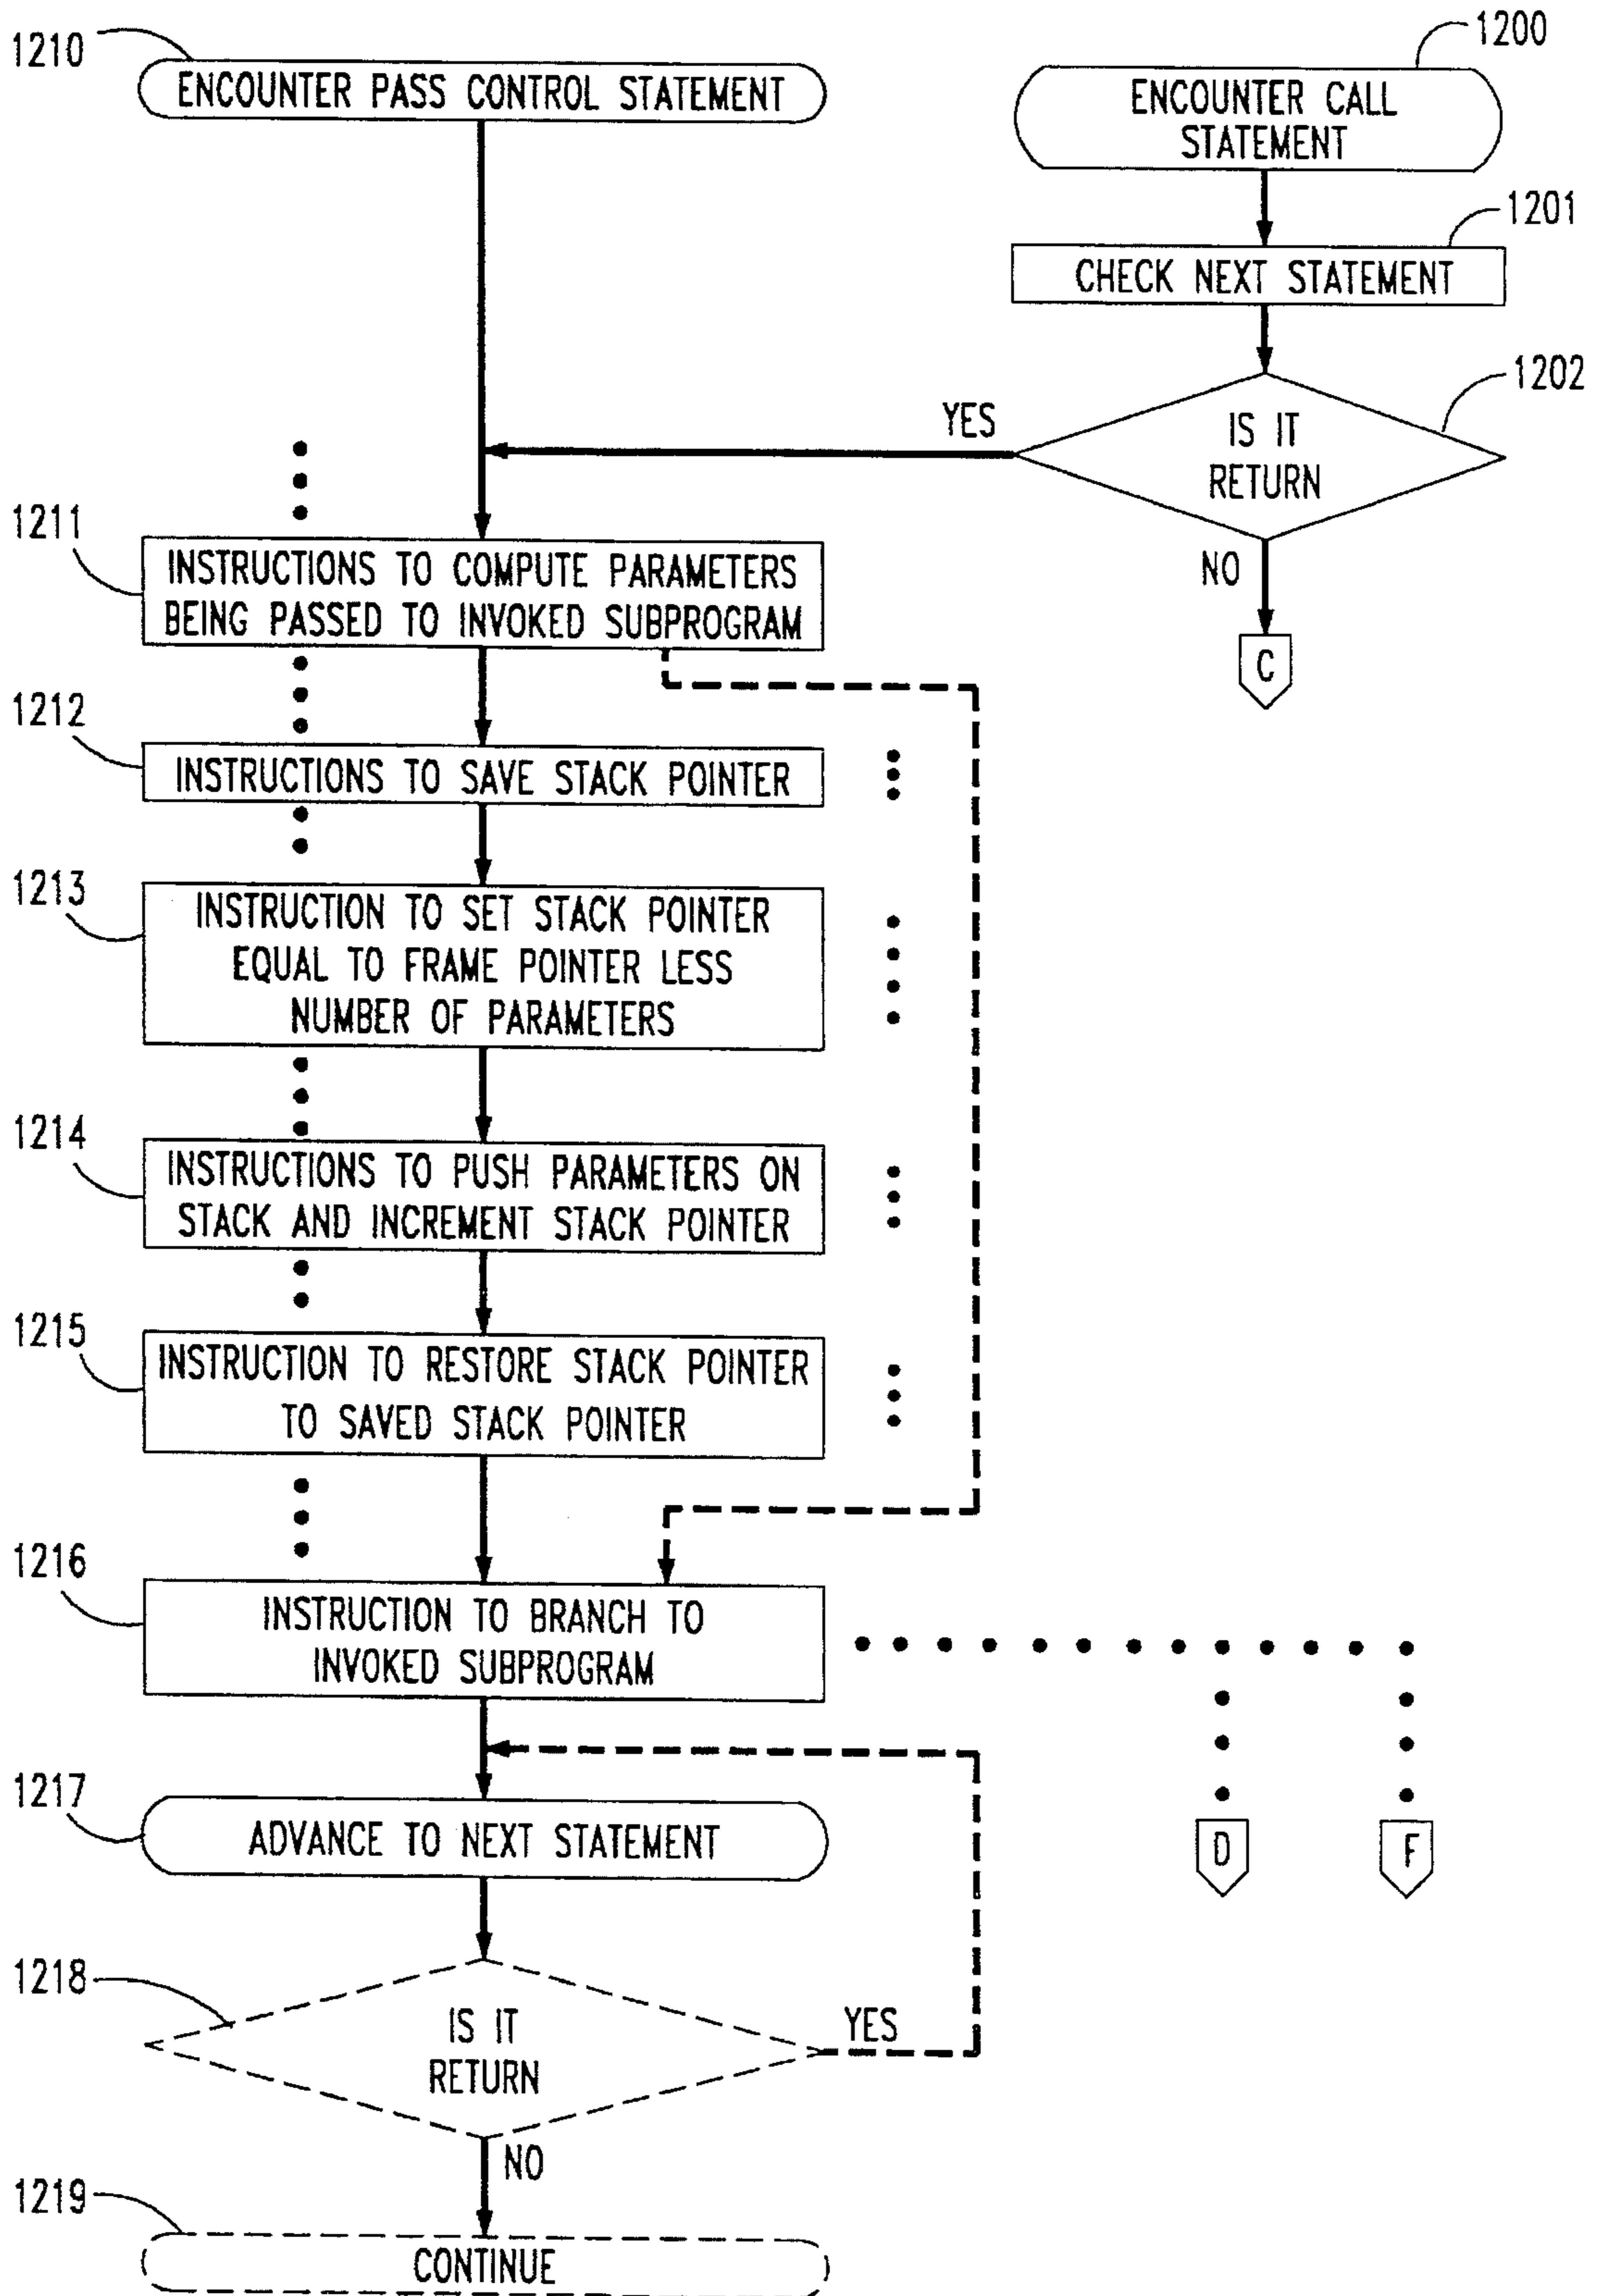 1210
ENCOUNTER PASS CONTROL STATEMENT
1200
ENCOUNTER CALL
STATEMENT
1201
CHECK NEXT STATEMENT
1202
IS IT
RETURN
YES
NO
C
1211
INSTRUCTIONS TO COMPUTE PARAMETERS
BEING PASSED TO INVOKED SUBPROGRAM
1212
INSTRUCTIONS TO SAVE STACK POINTER
1213
INSTRUCTION TO SET STACK POINTER
EQUAL TO FRAME POINTER LESS
NUMBER OF PARAMETERS
1214
INSTRUCTIONS TO PUSH PARAMETERS ON
STACK AND INCREMENT STACK POINTER
1215
INSTRUCTION TO RESTORE STACK POINTER
TO SAVED STACK POINTER
1216
INSTRUCTION TO BRANCH TO
INVOKED SUBPROGRAM
1217
ADVANCE TO NEXT STATEMENT
D
F
1218
IS IT
RETURN
YES
NO
1219
CONTINUE